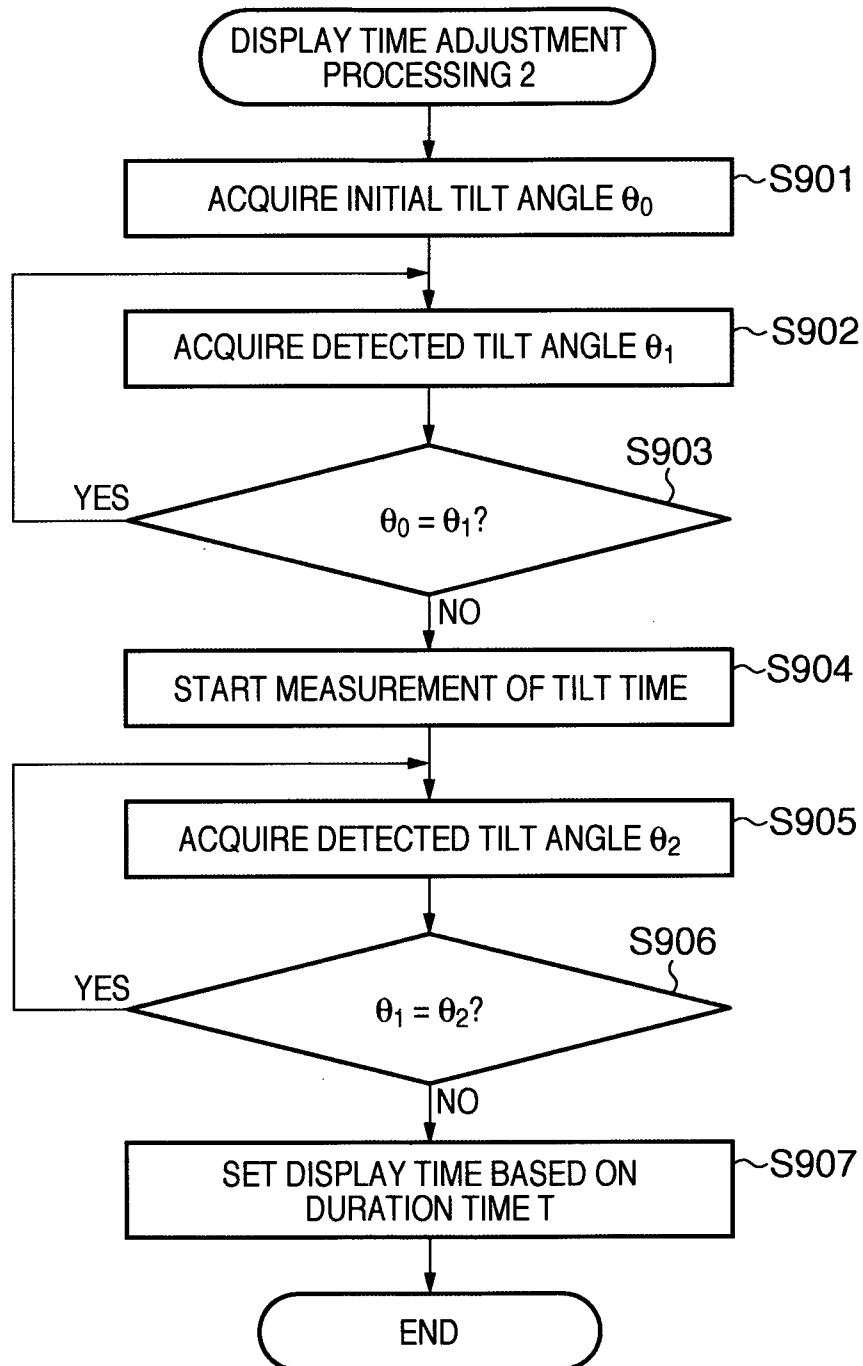 DISPLAY TIME ADJUSTMENT
PROCESSING 2
ACQUIRE INITIAL TILT ANGLE θ₀
S901
ACQUIRE DETECTED TILT ANGLE θ₁
S902
S903
YES
θ₀ = θ₁?
NO
START MEASUREMENT OF TILT TIME
S904
ACQUIRE DETECTED TILT ANGLE θ₂
S905
S906
YES
θ₁ = θ₂?
NO
SET DISPLAY TIME BASED ON
DURATION TIME T
S907
END